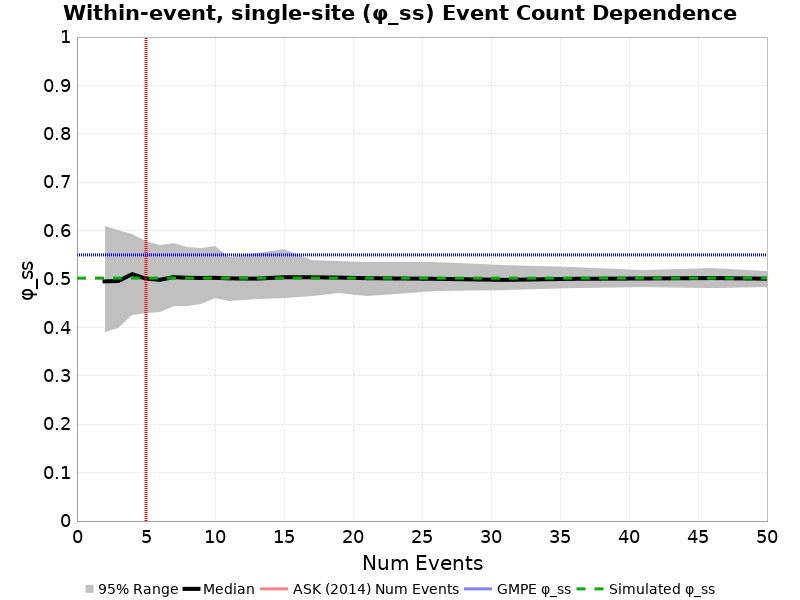 Within-event, single-site (φ_ss) Event Count Dependence
1
0.9
0.8
0.7
0.6
0.5
0.4
0.3
0.2
0.1
0
φ_ss
0 5 10 15 20 25 30 35 40 45 50
Num Events
95% Range Median ASK (2014) Num Events GMPE φ_ss Simulated φ_ss